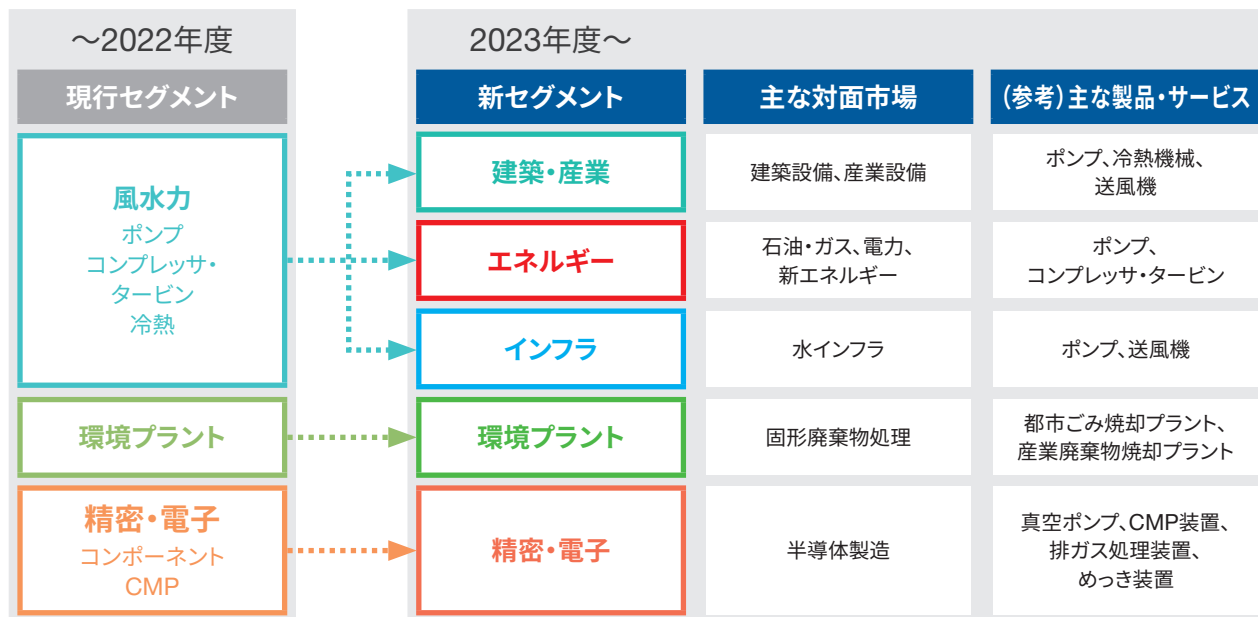 ～2022年度
現行セグメント
風水力
ポンプ
コンプレッサ・
タービン
冷熱
環境プラント
精密・電子
コンポーネント
CMP
2023年度～
新セグメント
主な対面市場
(参考)主な製品・サービス
建築・産業
建築設備、産業設備
ポンプ、冷熱機械、
送風機
エネルギー
石油・ガス、電力、
新エネルギー
ポンプ、
コンプレッサ・タービン
インフラ
水インフラ
ポンプ、送風機
環境プラント
固形廃棄物処理
都市ごみ焼却プラント、
産業廃棄物焼却プラント
精密・電子
半導体製造
真空ポンプ、CMP装置、
排ガス処理装置、
めっき装置